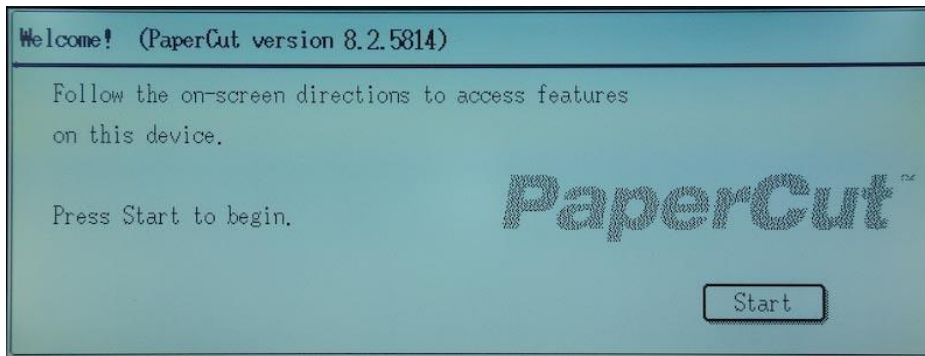 Welcome! (PaperCut version 8.2.5814)
Follow the on-screen directions to access features
on this device.
Press Start to begin.
PaperCut™
Start